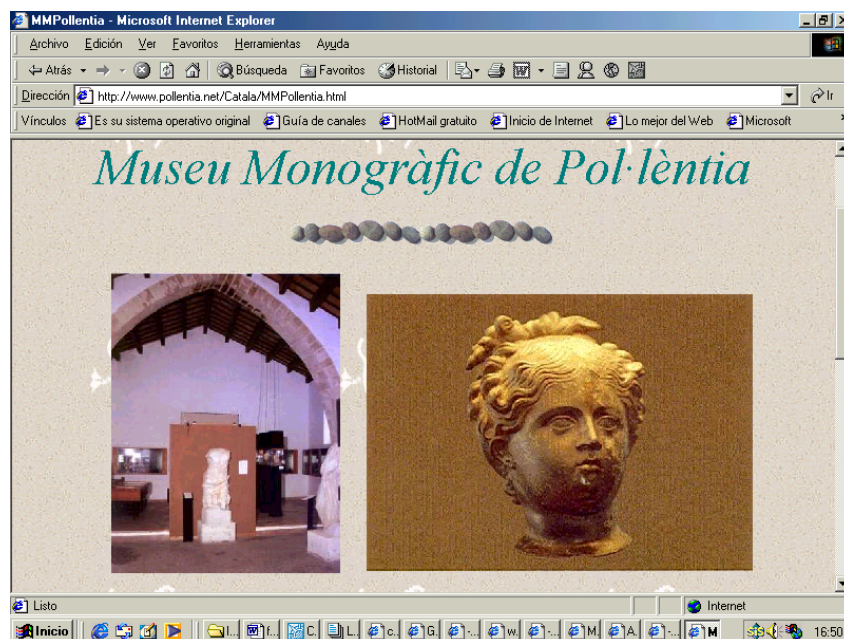 MMPollentia - Microsoft Internet Explorer
Archivo Edición Ver Favoritos Herramientas Ayuda
Atrás Búsqueda Favoritos Historial
Dirección http://www.pollentia.net/Catala/MMPollentia.html Ir
Vínculos Es su sistema operativo original Guía de canales HotMail gratuito Inicio de Internet Lo mejor del Web Microsoft
Museu Monogràfic de Pol·lèntia
Listo Internet
Inicio I... f... C. L. c.. G. -... w. -... M. A. -.. M 16:50